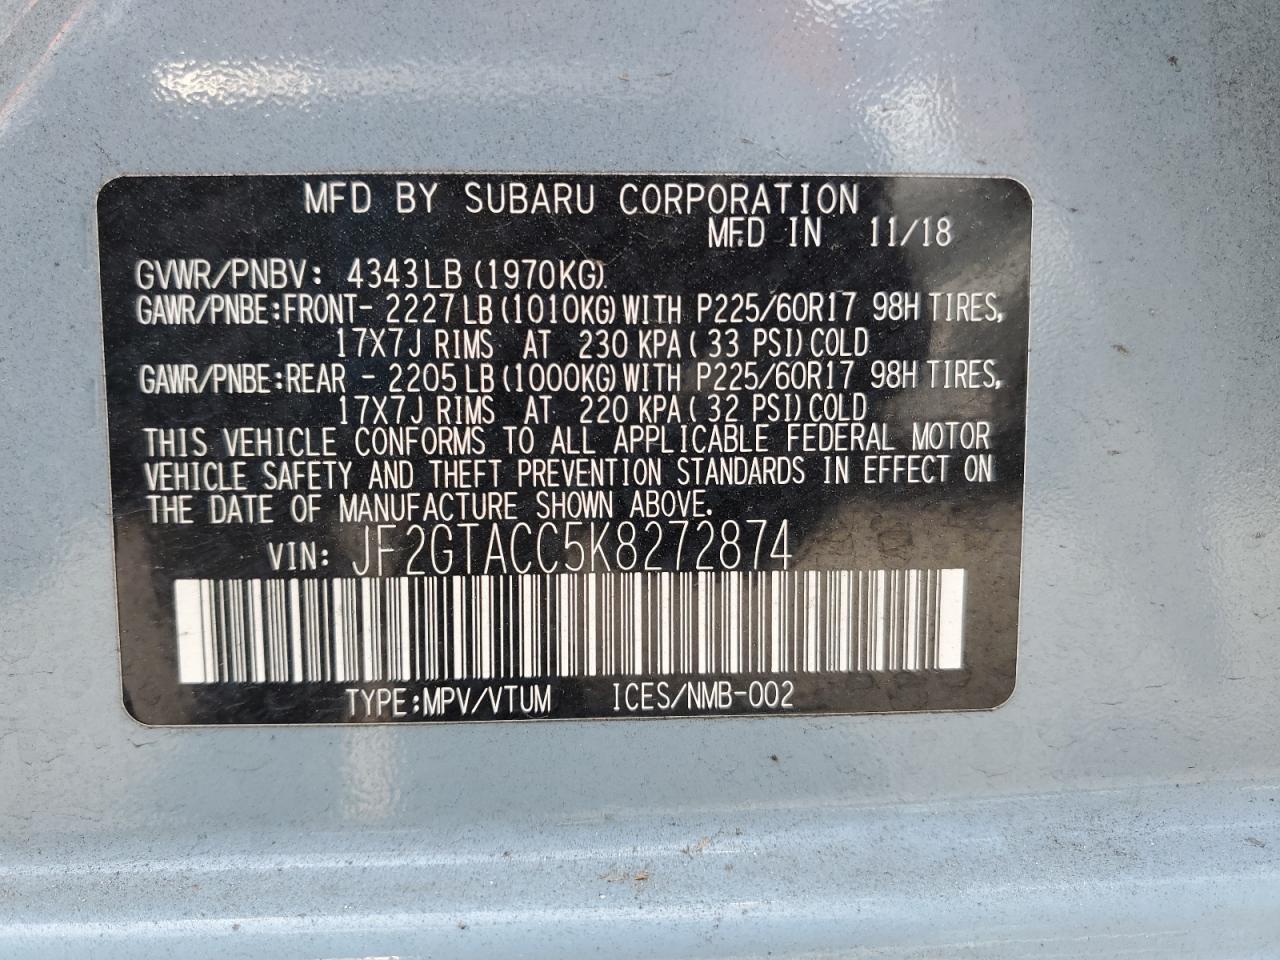 MFD BY SUBARU CORPORATION
MFD IN 11/18
GVWR/PNBV: 4343LB (1970KG)
GAWR/PNBE:FRONT- 2227LB (1010KG) WITH P225/60R17 98H TIRES,
17X7J RIMS AT 230 KPA ( 33 PSI) COLD
GAWR/PNBE:REAR - 2205LB (1000KG) WITH P225/60R17 98H TIRES,
17X7J RIMS AT 220 KPA ( 32 PSI) COLD
THIS VEHICLE CONFORMS TO ALL APPLICABLE FEDERAL MOTOR
VEHICLE SAFETY AND THEFT PREVENTION STANDARDS IN EFFECT ON
THE DATE OF MANUFACTURE SHOWN ABOVE.
VIN: JF2GTACC5K8272874
TYPE:MPV/VTUM ICES/NMB-002